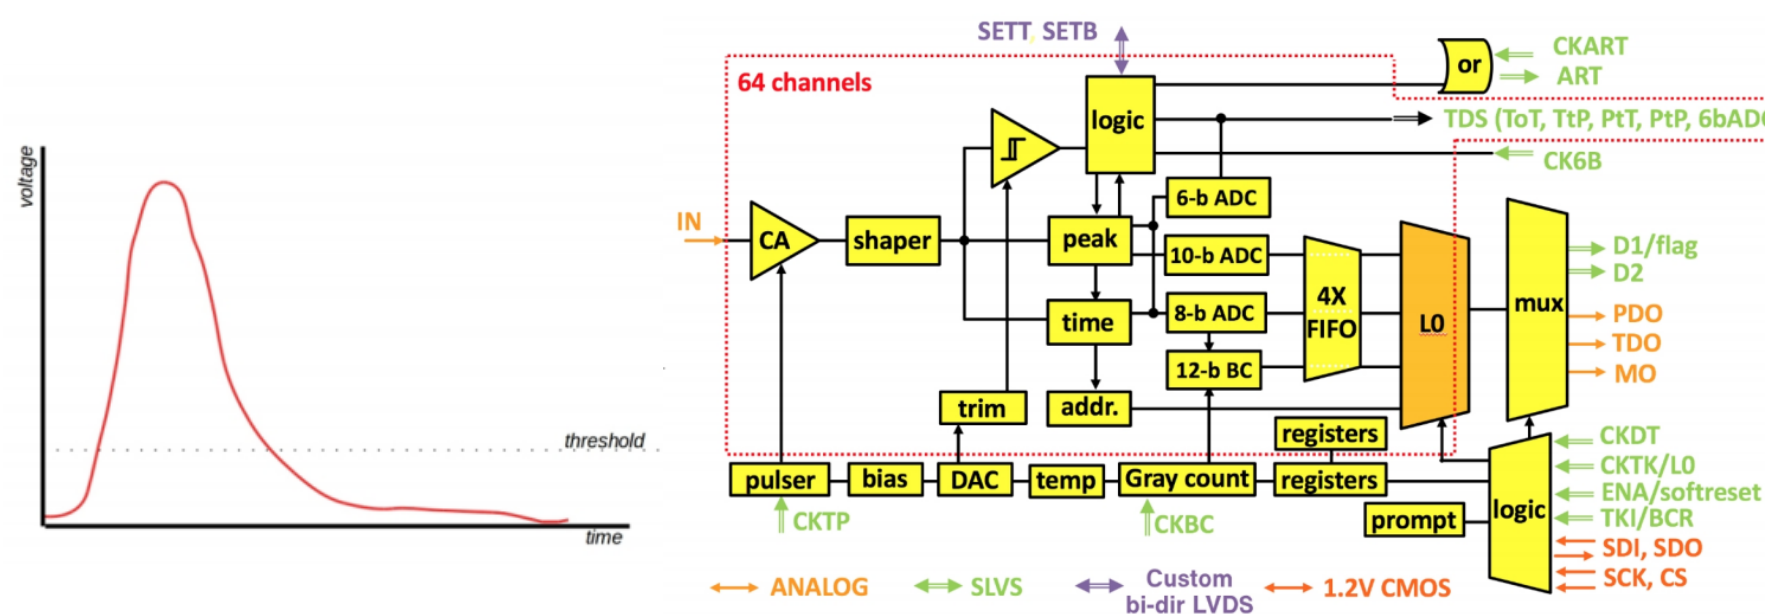 voltage
threshold
time
SETT, SETB
64 channels
or
CKART
ART
logic
TDS (ToT, TtP, PtT, PtP, 6bADC
CK6B
6-b ADC
IN
CA
shaper
peak
10-b ADC
D1/flag
D2
4X
FIFO
L0
mux
PDO
time
8-b ADC
TDO
12-b BC
MO
trim
addr.
registers
CKDT
pulser
bias
DAC
temp
Gray count
registers
CKTK/L0
ENA/softreset
CKTP
CKBC
prompt
logic
TKI/BCR
SDI, SDO
SCK, CS
ANALOG
SLVS
Custom
bi-dir LVDS
1.2V CMOS